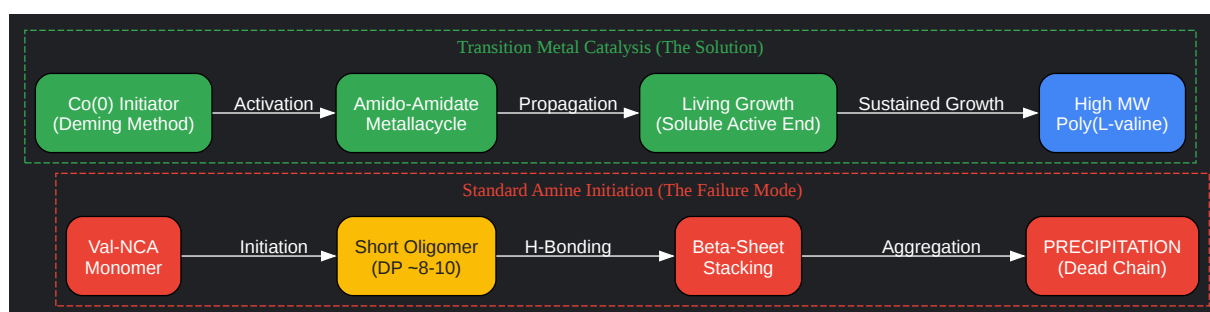 Transition Metal Catalysis (The Solution)
Co(0) Initiator
(Deming Method)
Activation
Amido-Amidate
Metallacycle
Propagation
Living Growth
(Soluble Active End)
Sustained Growth
High MW
Poly(L-valine)
Standard Amine Initiation (The Failure Mode)
Val-NCA
Monomer
Initiation
Short Oligomer
(DP ~8-10)
H-Bonding
Beta-Sheet
Stacking
Aggregation
PRECIPITATION
(Dead Chain)